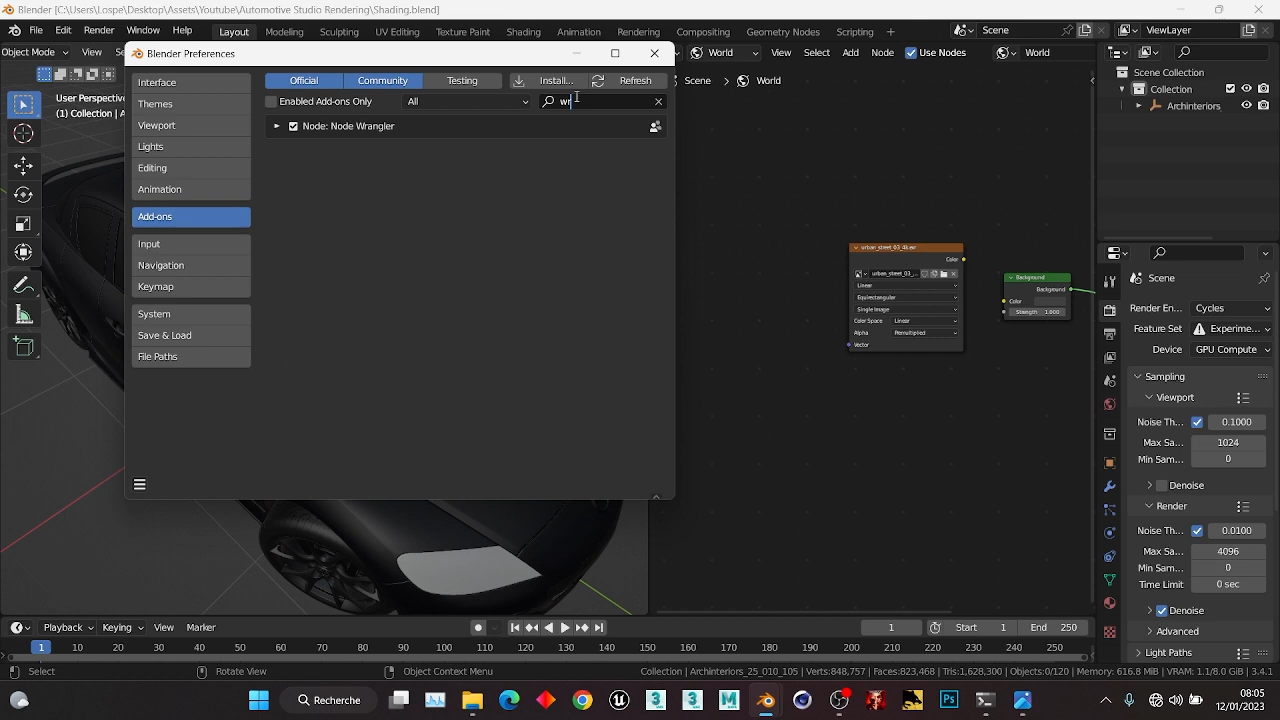 Blender [C:\Users\Lospe\Desktop\Assets\Youtube\Automotive Studio Rendering\Shading.blend]
File Edit Render Window Help Layout Modeling Sculpting UV Editing Texture Paint Shading Animation Rendering Compositing Geometry Nodes Scripting + Scene ViewLayer
Object Mode View World View Select Add Node Use Nodes World
Blender Preferences
User Perspective
(1) Collection | A
Interface
Themes
Viewport
Lights
Editing
Animation
Add-ons
Input
Navigation
Keymap
System
Save & Load
File Paths
Official Community Testing Install... Refresh
Enabled Add-ons Only All wr
Node: Node Wrangler
Scene > World
urban_street_03_4k.exr
Color
urban_street_03_...
Linear
Equirectangular
Single Image
Color Space Linear
Alpha Premultiplied
Vector
Background
Background
Color
Strength 1.000
Scene Collection
Collection
Archinteriors
Scene
Render En... Cycles
Feature Set Experime...
Device GPU Compute
Sampling
Viewport
Noise Th... 0.1000
Max Sa... 1024
Min Sam... 0
Denoise
Render
Noise Th... 0.0100
Max Sa... 4096
Min Sam... 0
Time Limit 0 sec
Denoise
Advanced
Light Paths
Playback Keying View Marker 1 Start 1 End 250
1 10 20 30 40 50 60 70 80 90 100 110 120 130 140 150 160 170 180 190 200 210 220 230 240 250
Select Rotate View Object Context Menu Collection | Archinteriors_25_010_105 | Verts:848,757 | Faces:823,468 | Tris:1,628,300 | Objects:0/120 | Memory: 616.8 MiB | VRAM: 1.1/8.0 GiB | 3.4.1
Recherche
08:05
12/01/2023